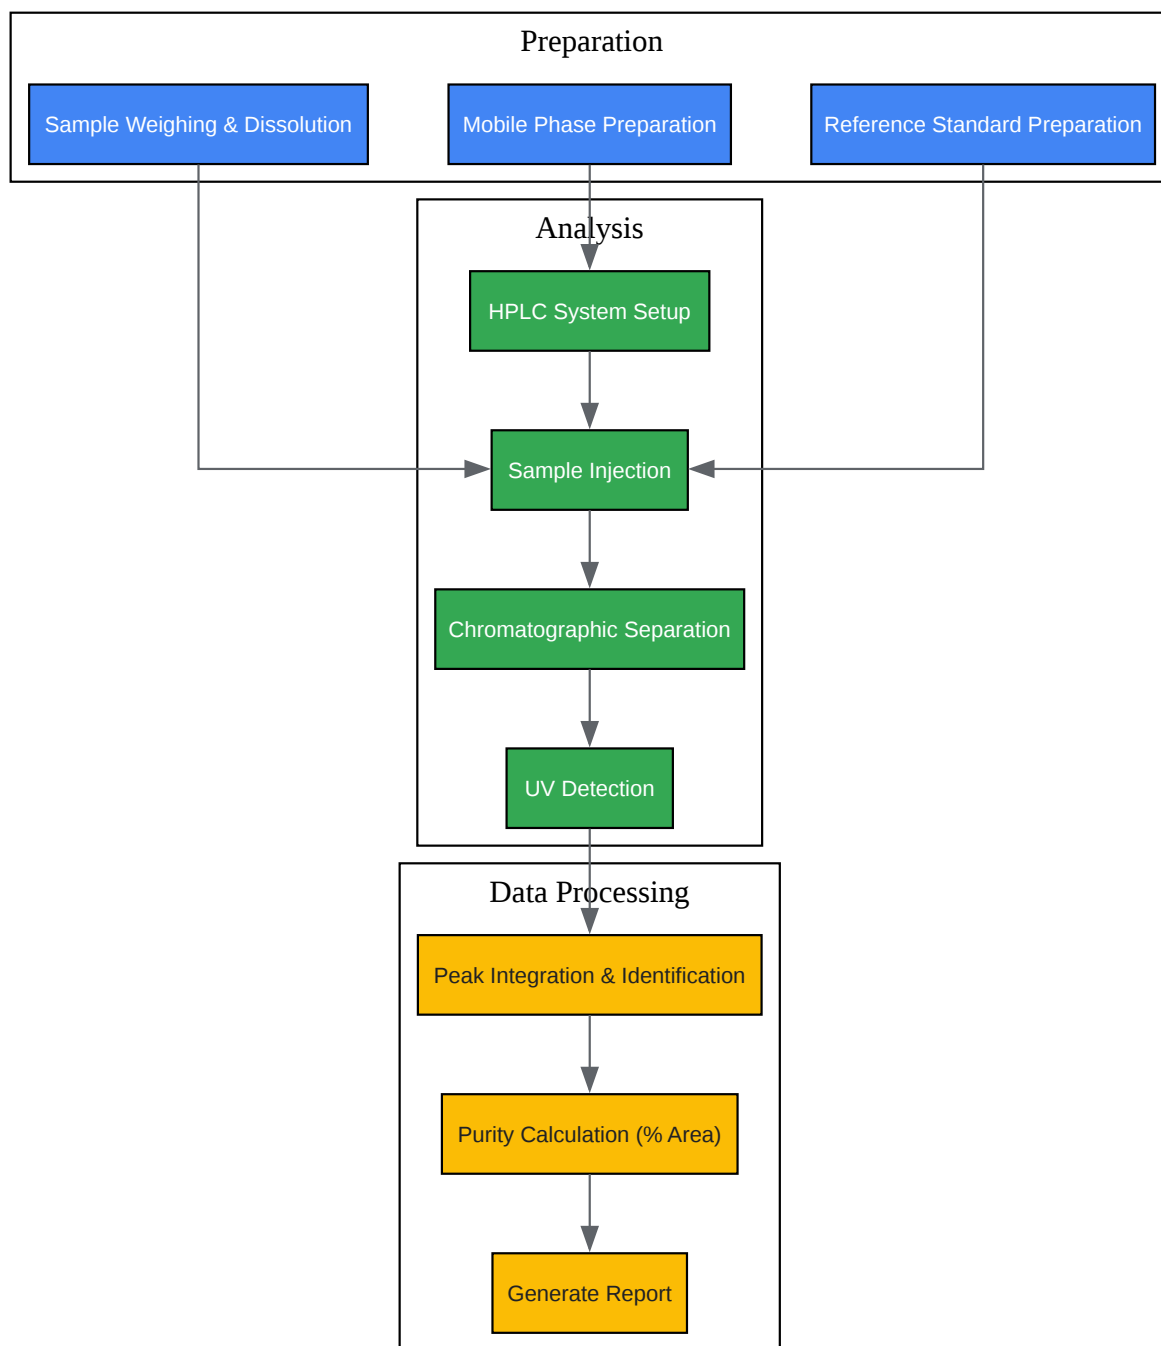 Preparation
Sample Weighing & Dissolution
Mobile Phase Preparation
Reference Standard Preparation
Analysis
HPLC System Setup
Sample Injection
Chromatographic Separation
UV Detection
Data Processing
Peak Integration & Identification
Purity Calculation (% Area)
Generate Report